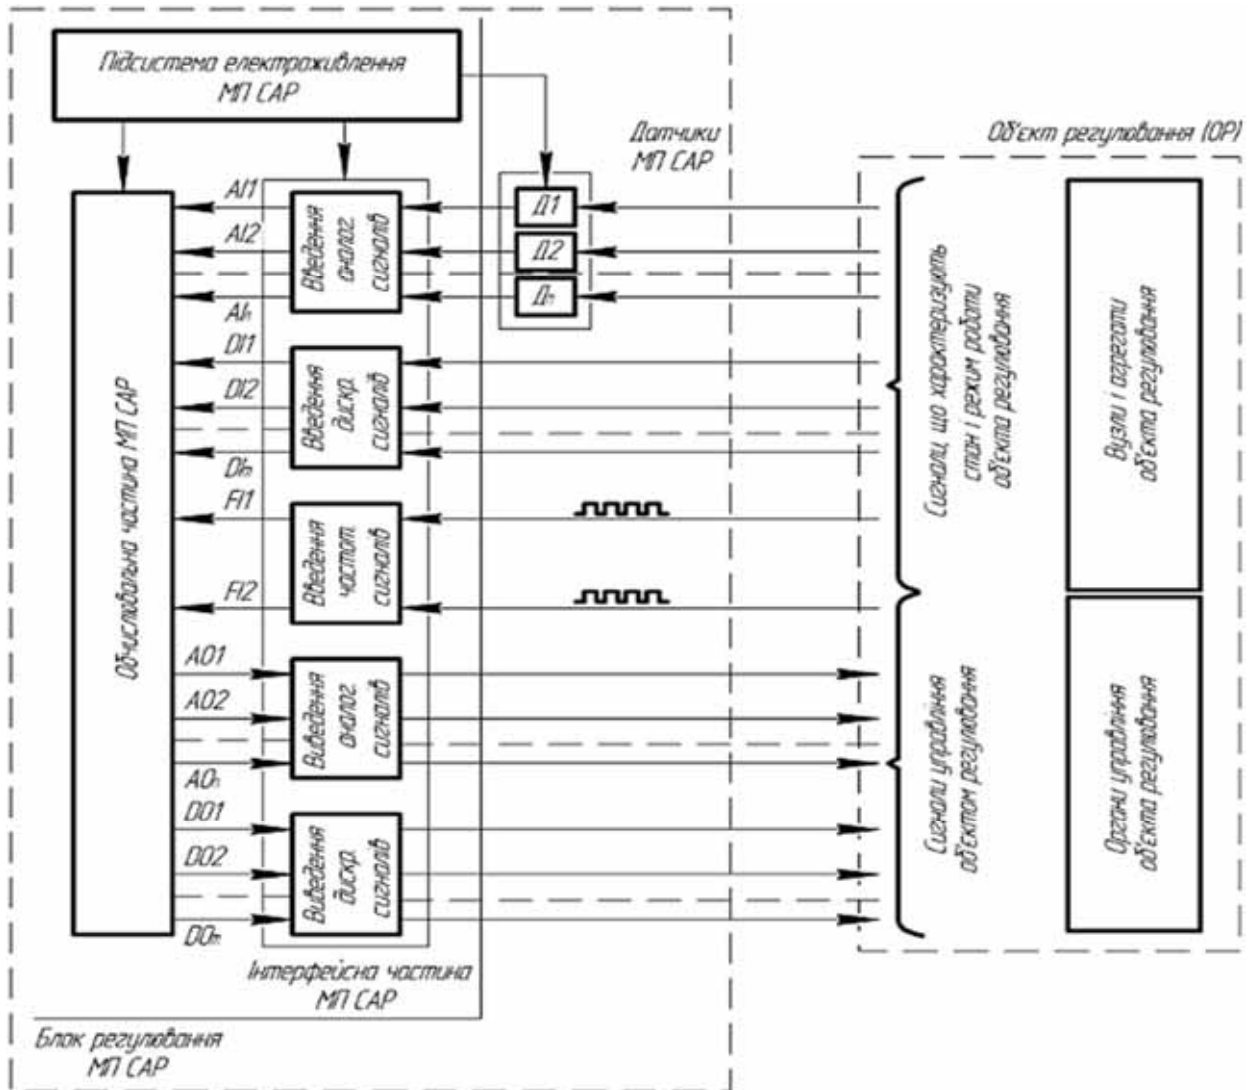 Підсистема електроживлення
МП САР
Датчики
МП САР
Об'єкт регулювання (ОР)
Обчислювальна частина МП САР
AI1
AI2
AIn
DI1
DI2
DIm
FI1
FI2
AO1
AO2
AOn
DO1
DO2
DOm
Введення
аналог.
сигналів
Введення
дискр.
сигналів
Введення
частот.
сигналів
Виведення
аналог.
сигналів
Виведення
дискр.
сигналів
Д1
Д2
Дп
Сигнали, що характеризують
стан і режим роботи
об'єкта регулювання
Сигнали управління
об'єктом регулювання
Вузли і агрегати
об'єкта регулювання
Органи управління
об'єкта регулювання
Інтерфейсна частина
МП САР
Блок регулювання
МП САР